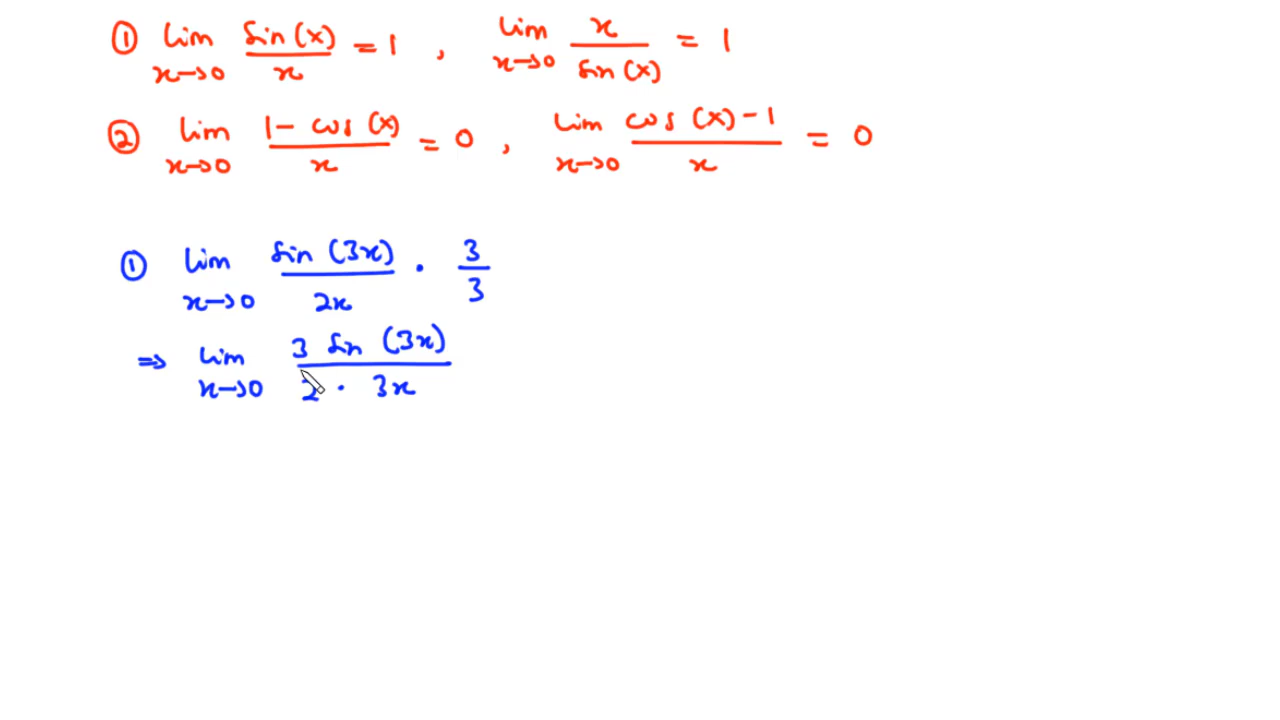 ① lim x→0 sin(x)/x = 1 , lim x→0 x/sin(x) = 1
② lim x→0 1 - cos(x)/x = 0 , lim x→0 cos(x) - 1/x = 0
① lim x→0 sin(3x)/2x · 3/3
⇒ lim x→0 3 sin(3x)/2 · 3x